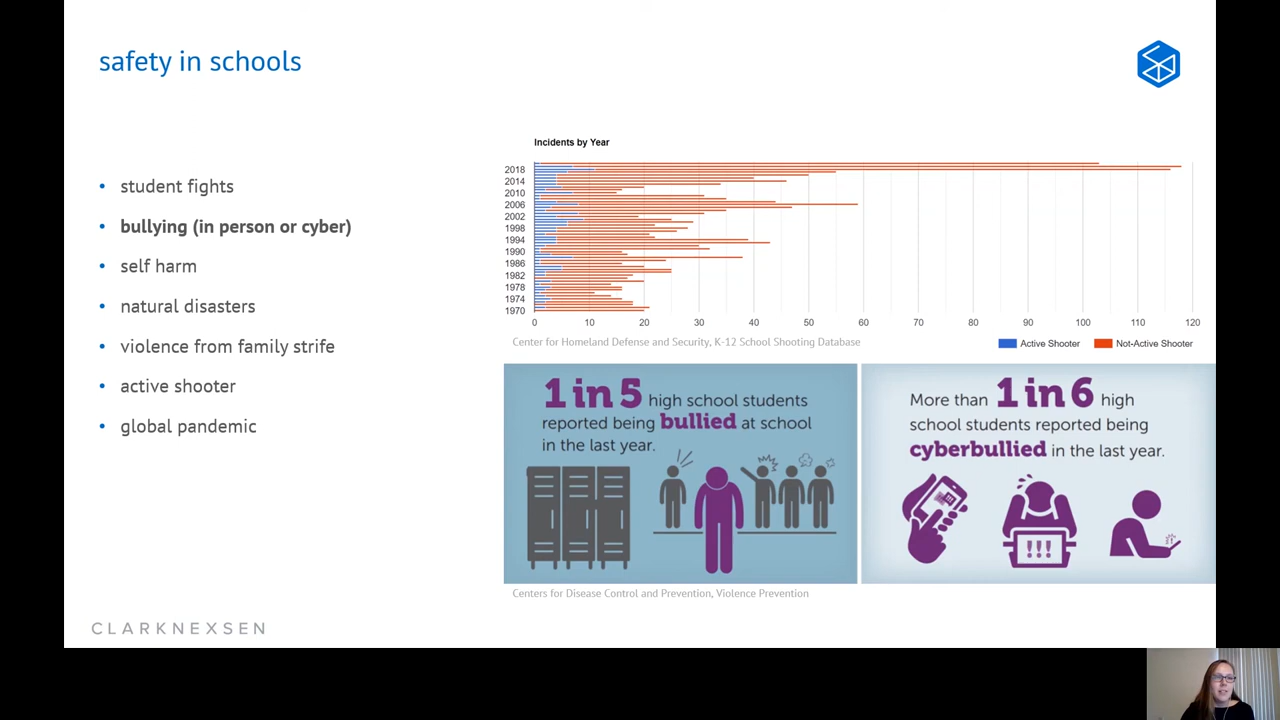 safety in schools
• student fights
• bullying (in person or cyber)
• self harm
• natural disasters
• violence from family strife
• active shooter
• global pandemic
Incidents by Year
2018
2014
2010
2006
2002
1998
1994
1990
1986
1982
1978
1974
1970
0 10 20 30 40 50 60 70 80 90 100 110 120
Center for Homeland Defense and Security, K-12 School Shooting Database
Active Shooter Not-Active Shooter
1 in 5 high school students
reported being bullied at school
in the last year.
More than 1 in 6 high
school students reported being
cyberbullied in the last year.
!!!
Centers for Disease Control and Prevention, Violence Prevention
CLARKNEXSEN